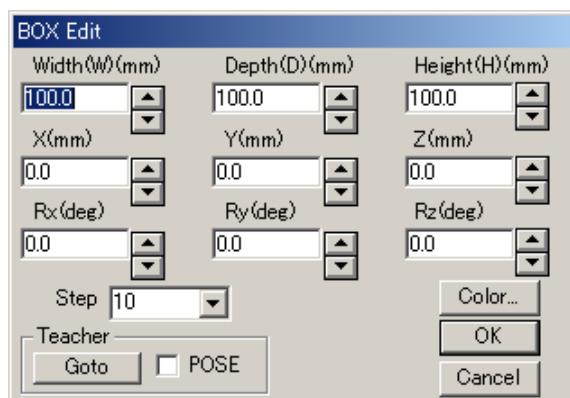 BOX Edit
Width(W)(mm) Depth(D)(mm) Height(H)(mm)
100.0 100.0 100.0
X(mm) Y(mm) Z(mm)
0.0 0.0 0.0
Rx(deg) Ry(deg) Rz(deg)
0.0 0.0 0.0
Step 10 Color...
Teacher OK
Goto POSE Cancel